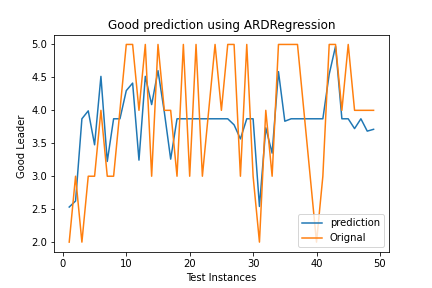 Good prediction using ARDRegression
5.0
4.5
4.0
3.5
3.0
2.5
2.0
Good Leader
0
10
20
30
40
50
Test Instances
prediction
Orignal